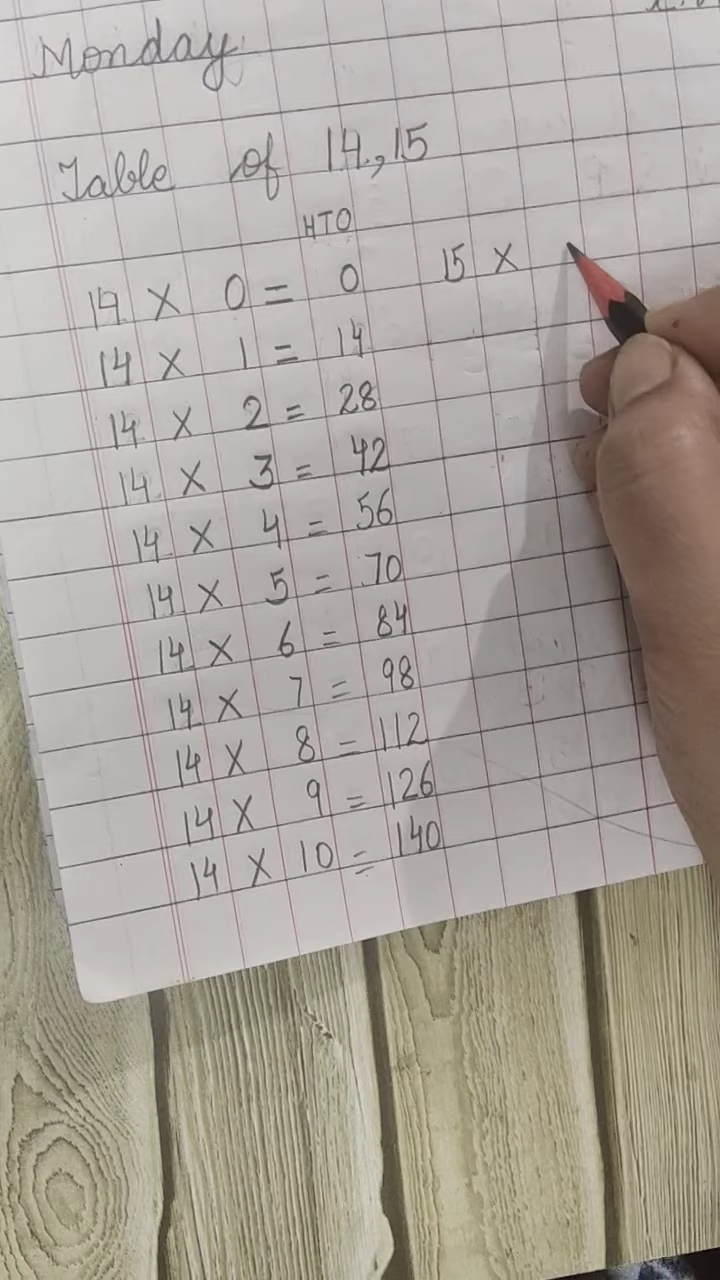 Monday
Table of 14,15
HTO
14 X 0 = 0 15 X
14 X 1 = 14
14 X 2 = 28
14 X 3 = 42
14 X 4 = 56
14 X 5 = 70
14 X 6 = 84
14 X 7 = 98
14 X 8 = 112
14 X 9 = 126
14 X 10 = 140